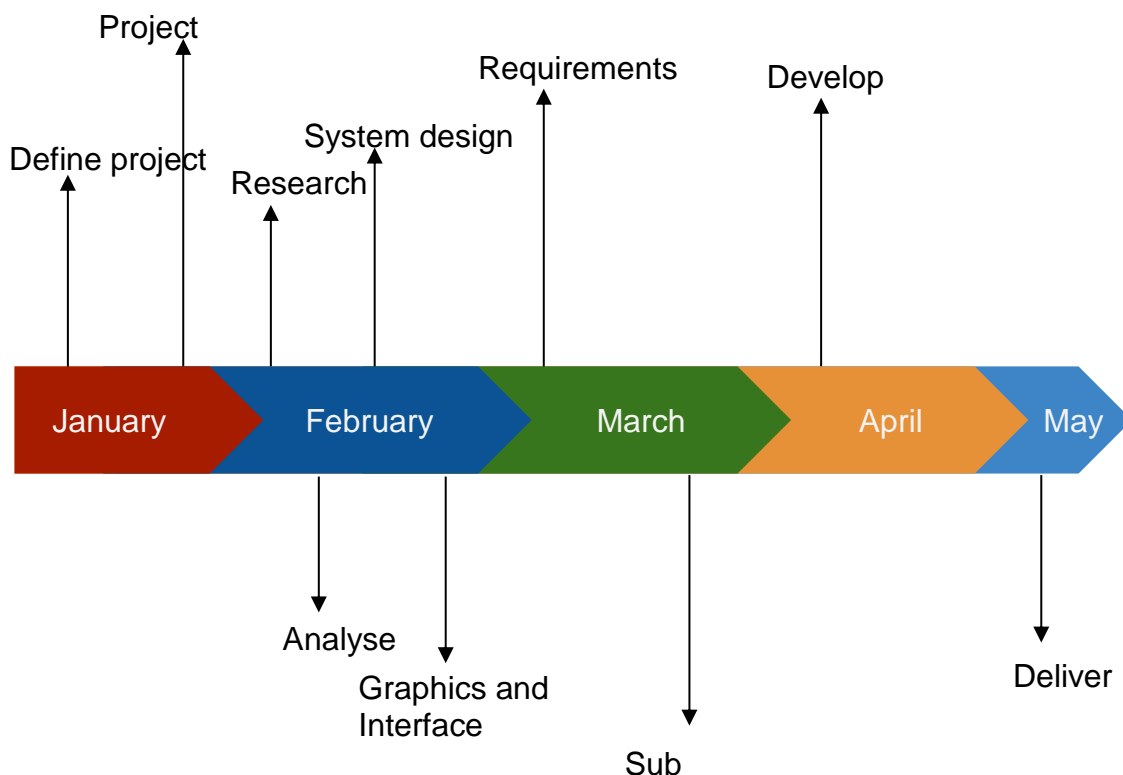 Project
Requirements
Develop
System design
Define project
Research
January
February
March
April
May
Analyse
Graphics and
Interface
Deliver
Sub